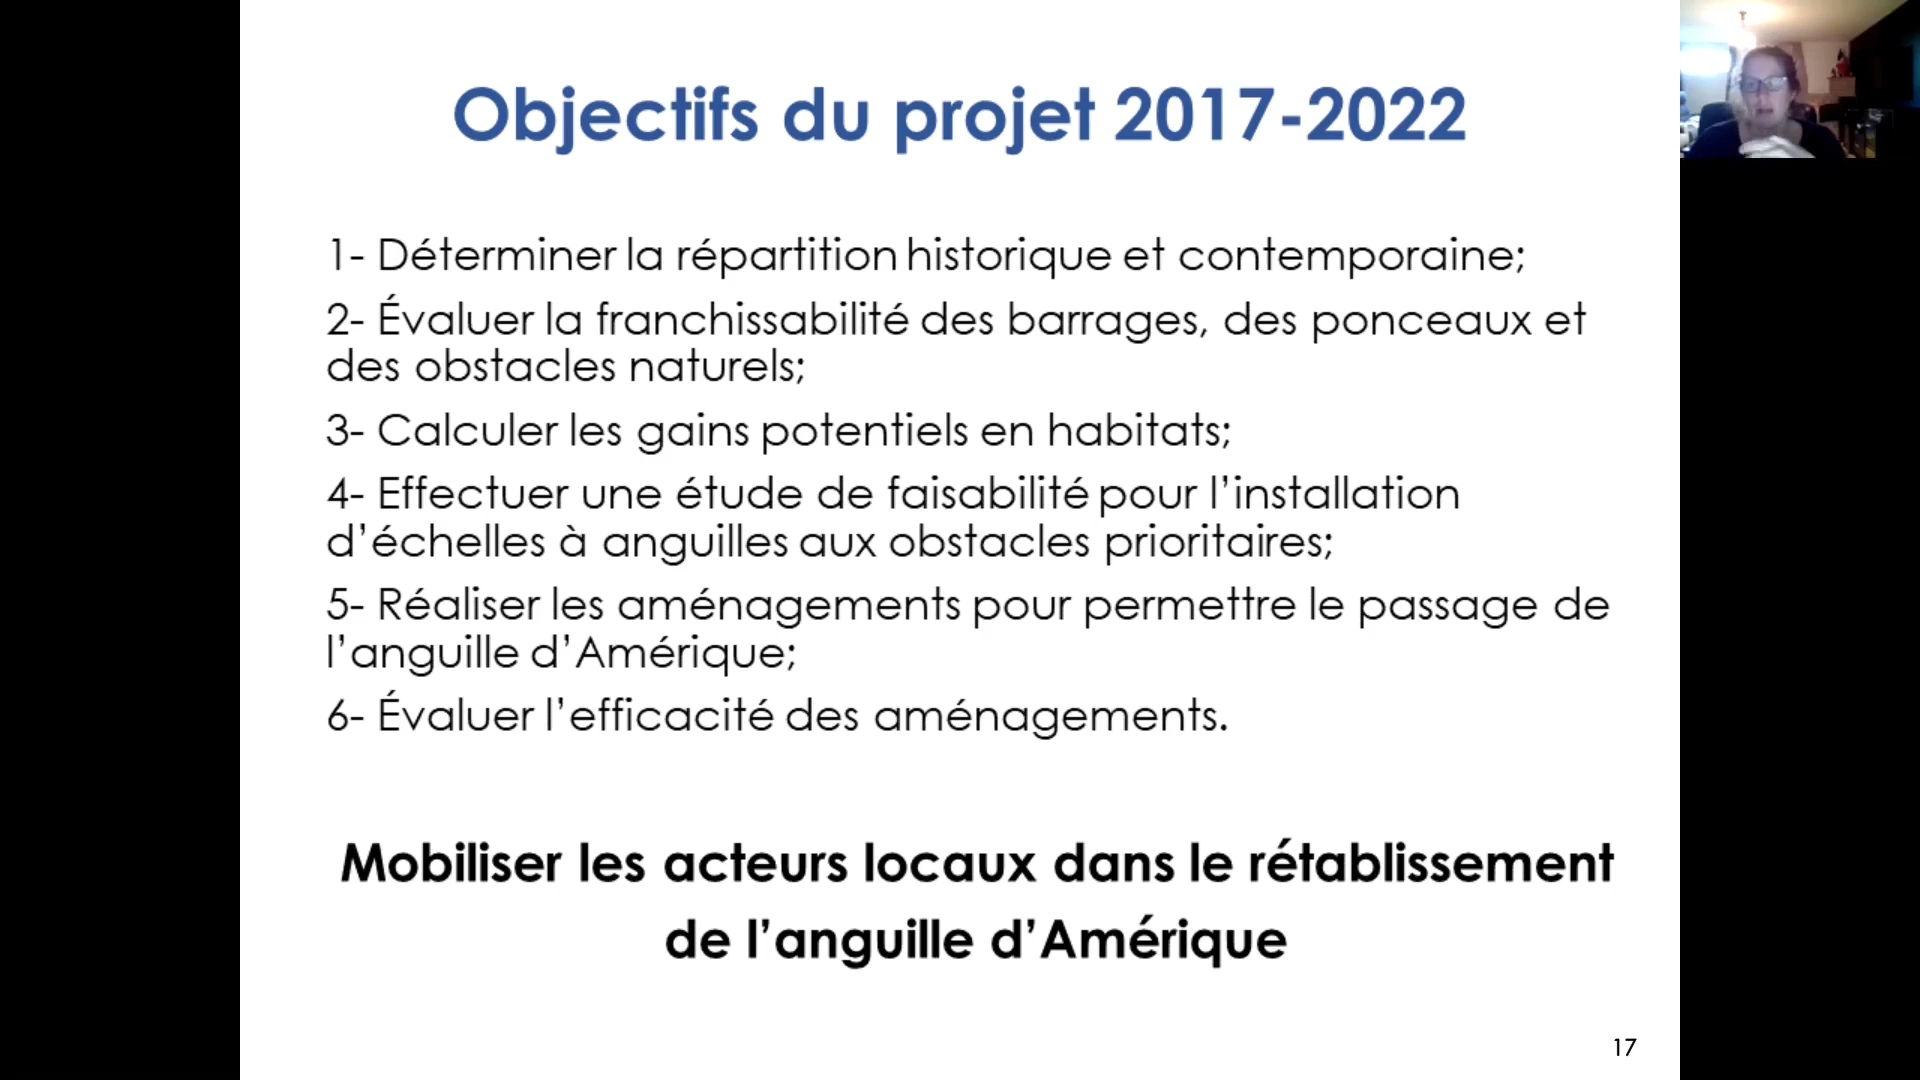 Objectifs du projet 2017-2022
1- Déterminer la répartition historique et contemporaine;
2- Évaluer la franchissabilité des barrages, des ponceaux et
des obstacles naturels;
3- Calculer les gains potentiels en habitats;
4- Effectuer une étude de faisabilité pour l’installation
d’échelles à anguilles aux obstacles prioritaires;
5- Réaliser les aménagements pour permettre le passage de
l’anguille d’Amérique;
6- Évaluer l’efficacité des aménagements.
Mobiliser les acteurs locaux dans le rétablissement
de l’anguille d’Amérique
17